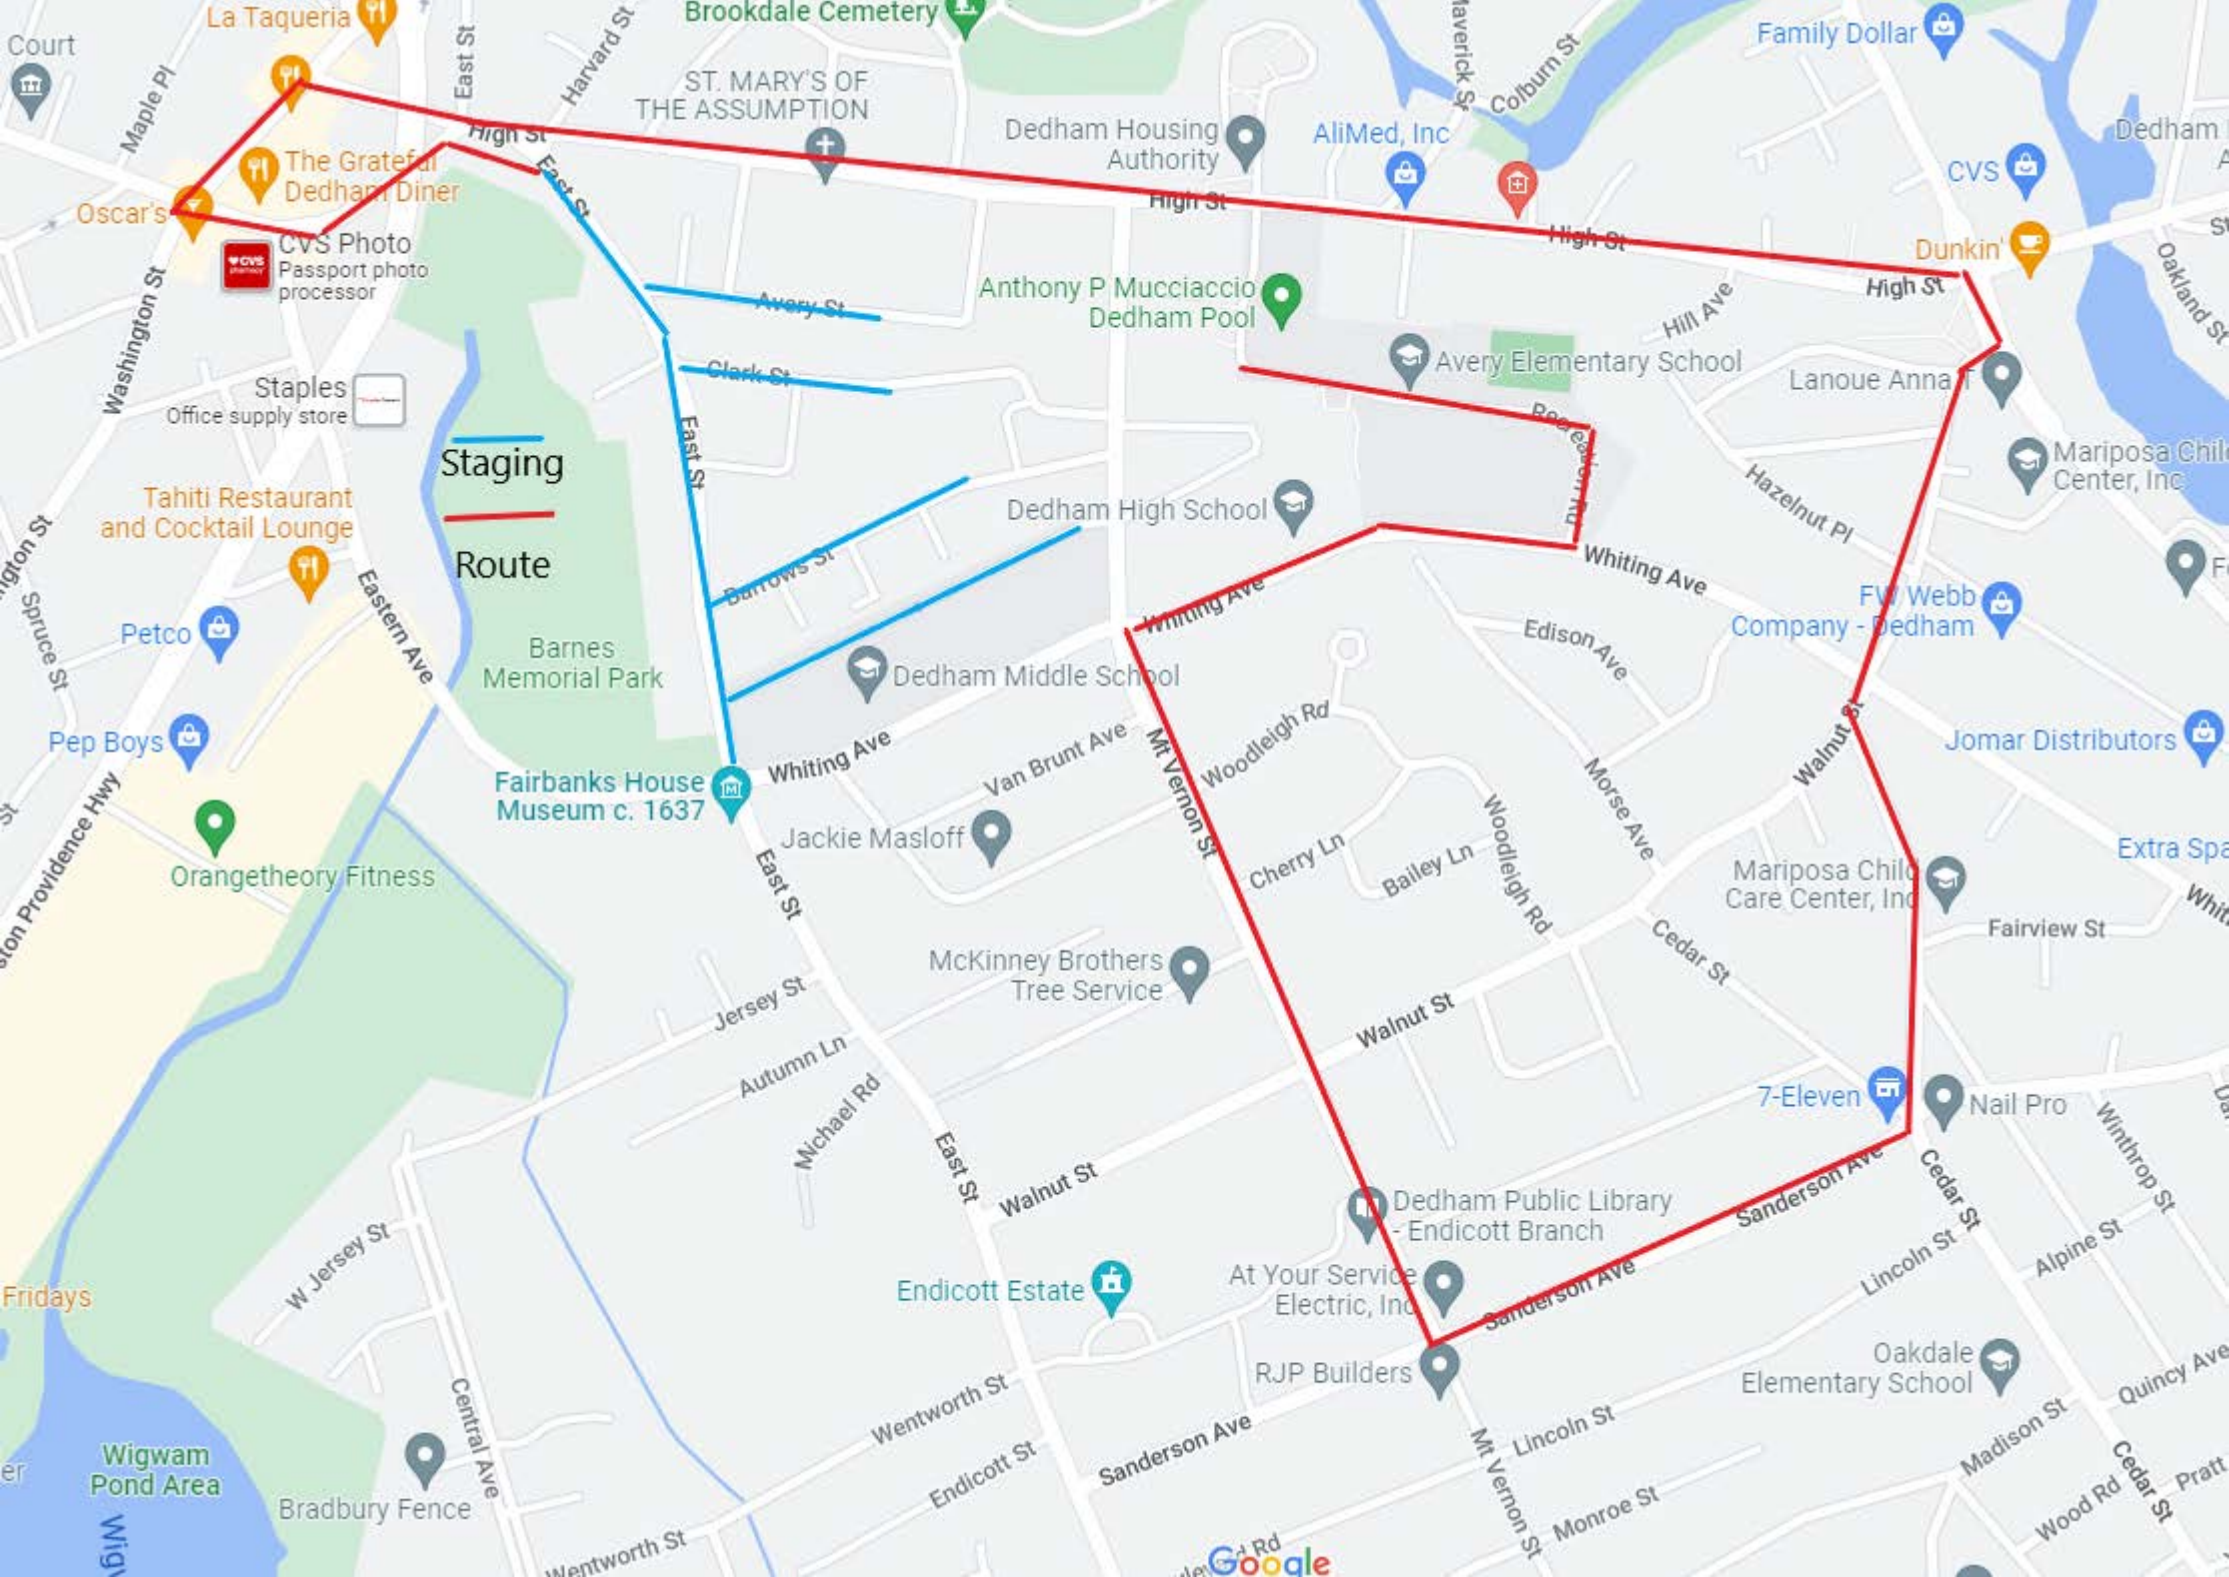 La Taqueria
Brookdale Cemetery
Family Dollar
Court
Maple Pl
East St
Harvard St
ST. MARY'S OF
THE ASSUMPTION
Colburn St
Dedham Housing
Authority
AliMed, Inc
Dedham
High St
The Grateful
Dedham Diner
CVS
Oscar's
East St
High St
High St
Dunkin'
CVS Photo
Passport photo
processor
CVS
pharmacy
High St
Oakland St
Washington St
Avery St
Anthony P Mucciaccio
Dedham Pool
Hill Ave
Avery Elementary School
Lanoue Anna T
Clark St
Staples
Office supply store
East St
Recreation Rd
Staging
Mariposa Chil
Center, Inc
Hazelnut Pl
Tahiti Restaurant
and Cocktail Lounge
Dedham High School
Route
Barrows St
Whiting Ave
Whiting Ave
Eastern Ave
Spruce St
Petco
Barnes
Memorial Park
FW Webb
Company - Dedham
Edison Ave
Dedham Middle School
Pep Boys
Whiting Ave
Van Brunt Ave
Woodleigh Rd
Walnut St
Jomar Distributors
Fairbanks House
Museum c. 1637
Mt Vernon St
Morse Ave
Jackie Masloff
Orangetheory Fitness
Cherry Ln
Bailey Ln
Woodleigh Rd
Extra Spa
East St
Mariposa Child
Care Center, Inc
Cedar St
Fairview St
ston Providence Hwy
McKinney Brothers
Tree Service
Jersey St
Walnut St
Autumn Ln
Michael Rd
7-Eleven
Nail Pro
Winthrop St
East St
Walnut St
Dedham Public Library
- Endicott Branch
Sanderson Ave
Cedar St
W Jersey St
Alpine St
Lincoln St
Endicott Estate
At Your Service
Electric, Inc
Sanderson Ave
Fridays
RJP Builders
Oakdale
Elementary School
Quincy Ave
Central Ave
Wentworth St
Lincoln St
Madison St
Sanderson Ave
Wigwam
Pond Area
Endicott St
Mt Vernon St
Cedar St
Pratt
Bradbury Fence
Monroe St
Wood Rd
Wentworth St
Wigw
Google
Rd